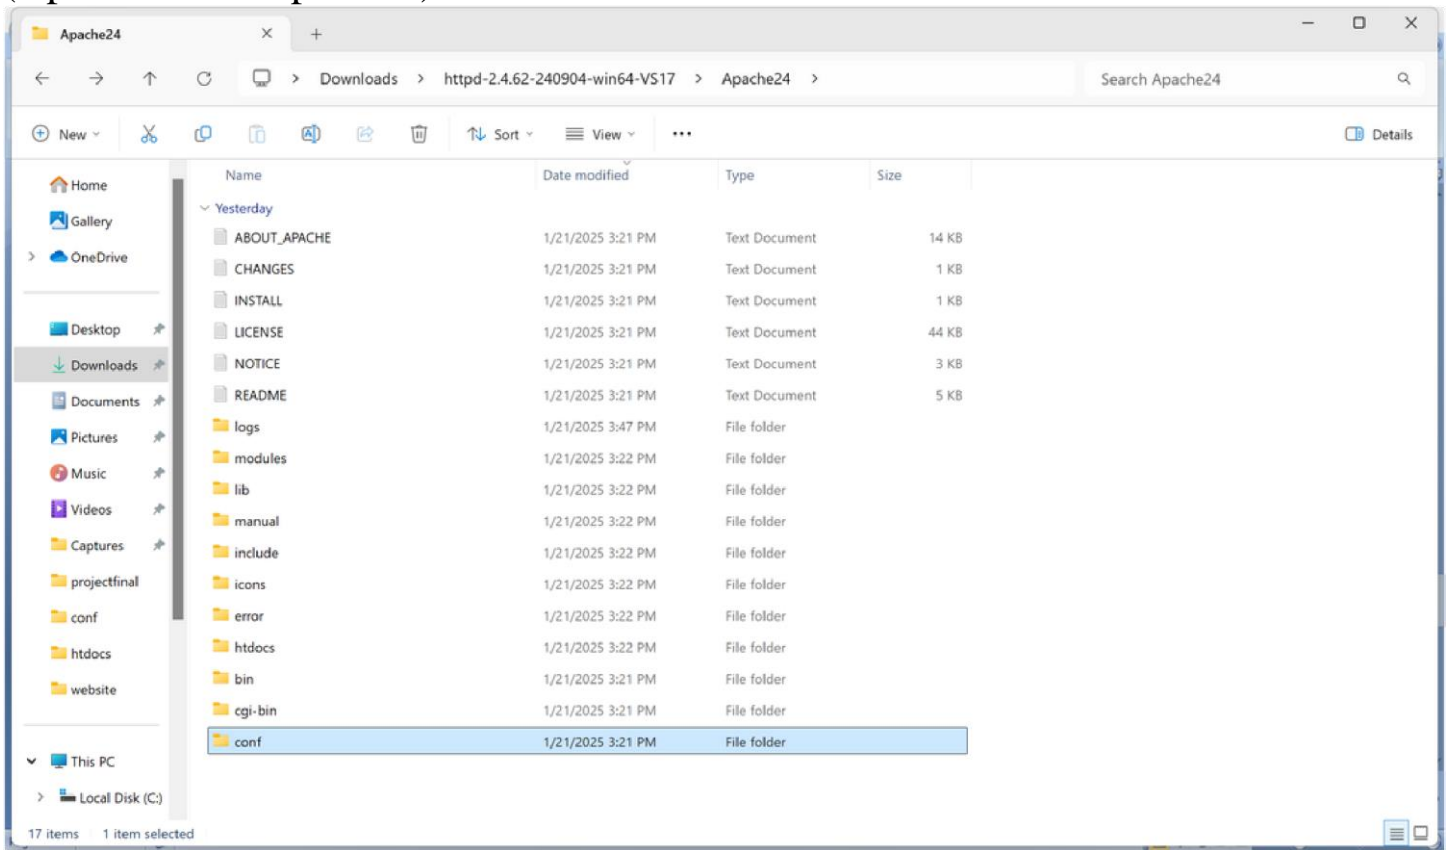 Apache24
Downloads > httpd-2.4.62-240904-win64-VS17 > Apache24 >
Search Apache24
New Sort View ... Details
Name Date modified Type Size
Yesterday
ABOUT_APACHE 1/21/2025 3:21 PM Text Document 14 KB
CHANGES 1/21/2025 3:21 PM Text Document 1 KB
INSTALL 1/21/2025 3:21 PM Text Document 1 KB
LICENSE 1/21/2025 3:21 PM Text Document 44 KB
NOTICE 1/21/2025 3:21 PM Text Document 3 KB
README 1/21/2025 3:21 PM Text Document 5 KB
logs 1/21/2025 3:47 PM File folder
modules 1/21/2025 3:22 PM File folder
lib 1/21/2025 3:22 PM File folder
manual 1/21/2025 3:22 PM File folder
include 1/21/2025 3:22 PM File folder
icons 1/21/2025 3:22 PM File folder
error 1/21/2025 3:22 PM File folder
htdocs 1/21/2025 3:22 PM File folder
bin 1/21/2025 3:21 PM File folder
cgi-bin 1/21/2025 3:21 PM File folder
conf 1/21/2025 3:21 PM File folder
Home
Gallery
OneDrive
Desktop
Downloads
Documents
Pictures
Music
Videos
Captures
projectfinal
conf
htdocs
website
This PC
Local Disk (C:)
17 items 1 item selected